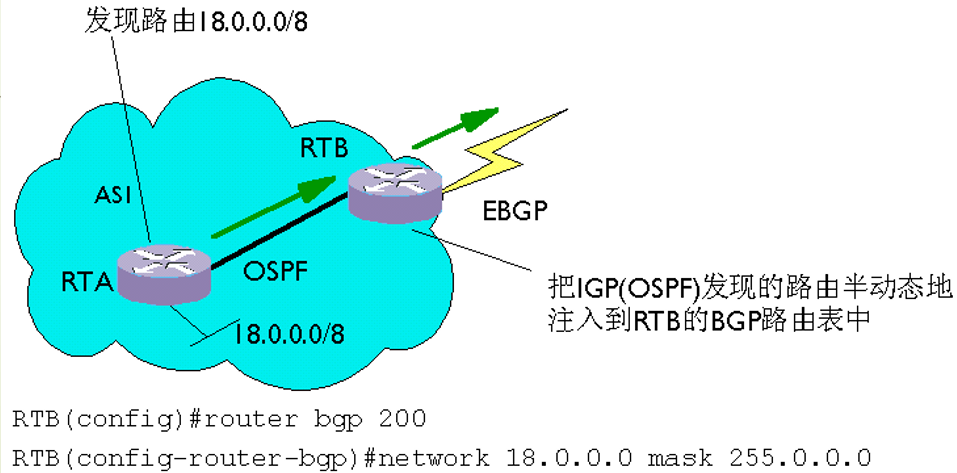 发现路由18.0.0.0/8
RTB
AS1
EBGP
RTA
OSPF
18.0.0.0/8
把IGP(OSPF)发现的路由半动态地
注入到RTB的BGP路由表中
RTB(config)#router bgp 200
RTB(config-router-bgp)#network 18.0.0.0 mask 255.0.0.0